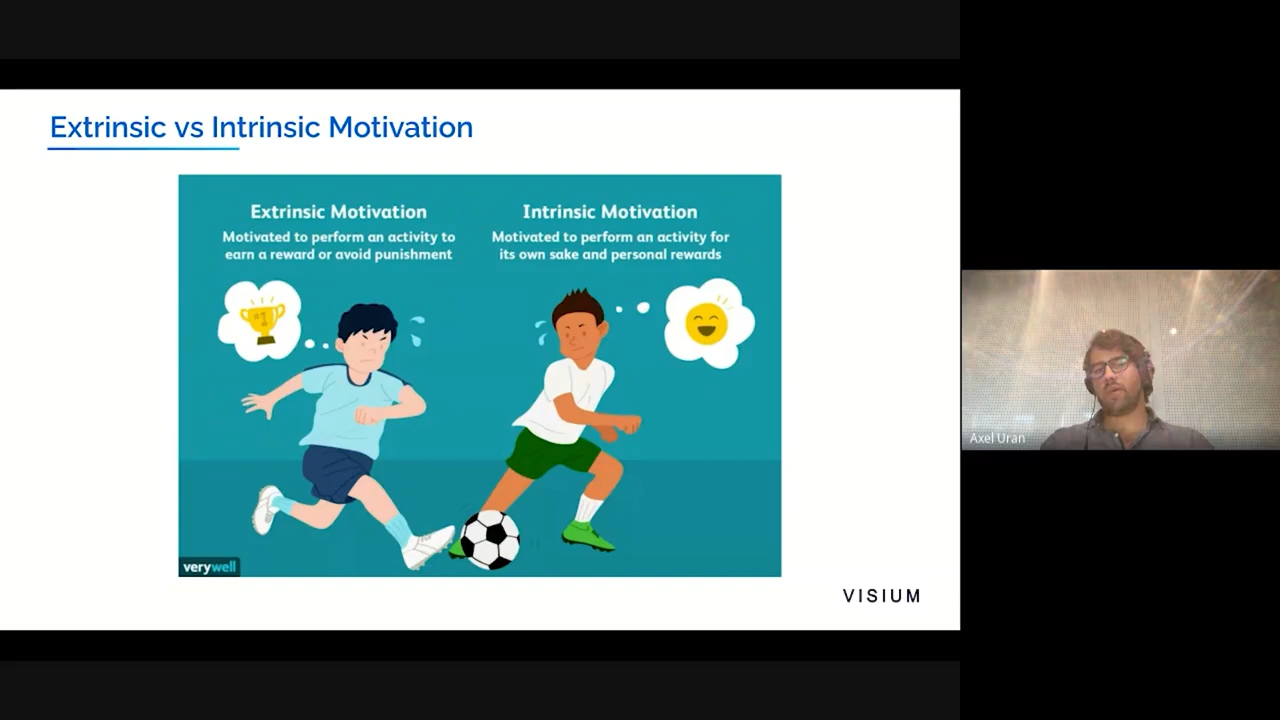 Extrinsic vs Intrinsic Motivation
Extrinsic Motivation
Motivated to perform an activity to
earn a reward or avoid punishment
Intrinsic Motivation
Motivated to perform an activity for
its own sake and personal rewards
#1
verywell
VISIUM
Axel Uran